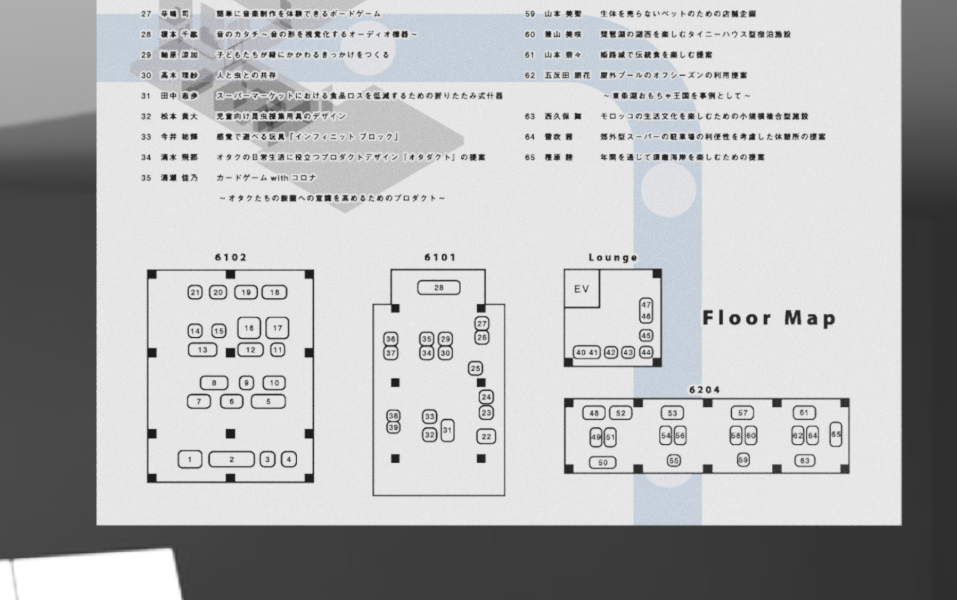 27 辛嶋 司 簡単に音楽制作を体験できるボードゲーム
28 榎本 千紘 音のカタチ～音の形を視覚化するオーディオ機器～
29 軸原 涼加 子どもたちが緑にかかわるきっかけをつくる
30 高木 理紗 人と虫との共存
31 田中 志歩 スーパーマーケットにおける食品ロスを低減するための折りたたみ式什器
32 松本 貴大 児童向け昆虫採集用具のデザイン
33 今井 祐輝 感覚で遊べる玩具「インフィニット ブロック」
34 清水 飛那 オタクの日常生活に役立つプロダクトデザイン「オタダクト」の提案
35 清瀬 佳乃 カードゲーム with コロナ
～オタクたちの設置への意識を高めるためのプロダクト～
59 山本 美聖 生体を売らないペットのための店舗企画
60 美咲 琵琶湖の湖西を楽しむタイニーハウス型宿泊施設
61 山本 奈々 姫路城で伝統食を楽しむ提案
62 五反田 朋花 屋外プールのオフシーズンの利用提案
～東条湖おもちゃ王国を事例として～
63 西久保 舞 モロッコの生活文化を楽しむための小規模複合型施設
64 茜 郊外型スーパーの駐車場の利便性を考慮した休憩所の提案
65 年間を通じて須磨海岸を楽しむための提案
6102
21 20 19 18
14 15 16 17
13 12 11
8 9 10
7 6 5
1 2 3 4
6101
28
27
36 35 29 26
37 34 30
25
24
38 33 23
39 32 31 22
Lounge
EV
47
46
45
40 41 42 43 44
Floor Map
6204
48 52 53 57 61
49 51 54 56 58 60 62 64 65
50 55 59 63